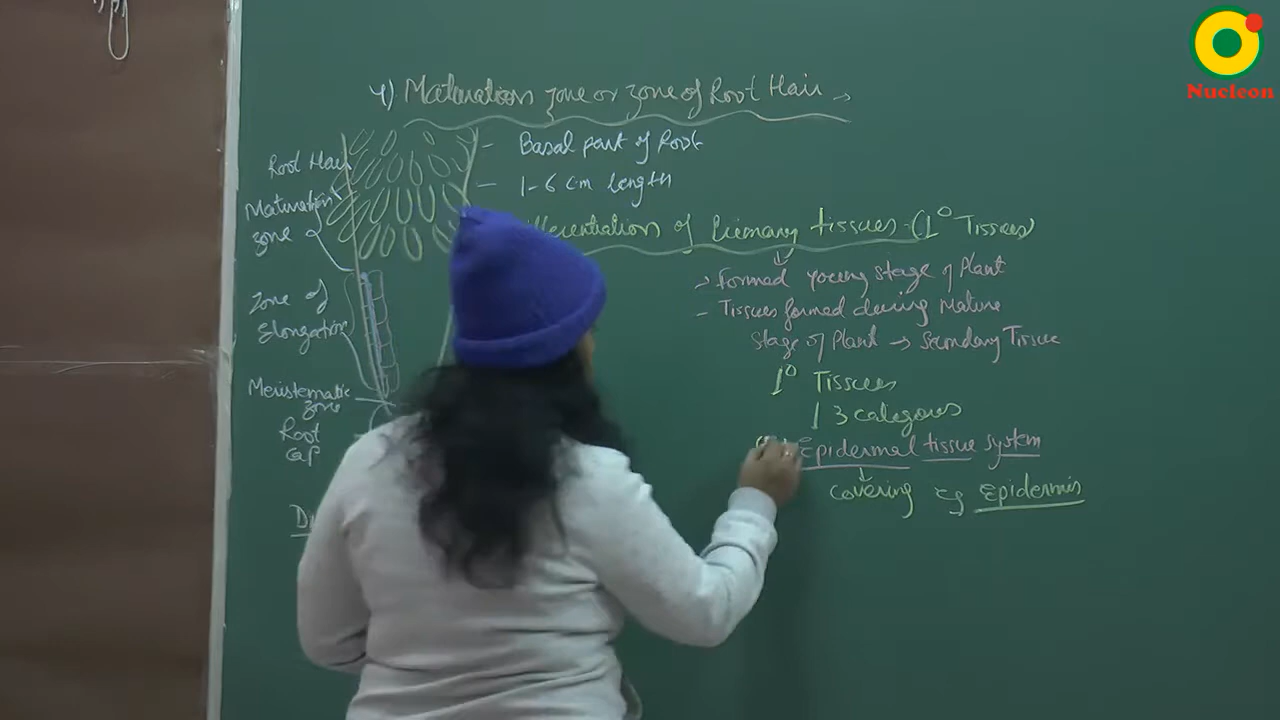 4) Maturation zone or zone of Root Hair →
- Basal part of Root
- 1-6 cm length
Differentiation of Primary tissues (1° Tissues)
→ Formed young stage of Plant
- Tissues formed during Mature
stage of Plant → Secondary Tissue
1° Tissues
3 categories
Epidermal tissue system
covering eg Epidermis
Root Hair
Maturation
zone
Zone of
Elongation
Meristematic
zone
Root
Cap
Nucleon